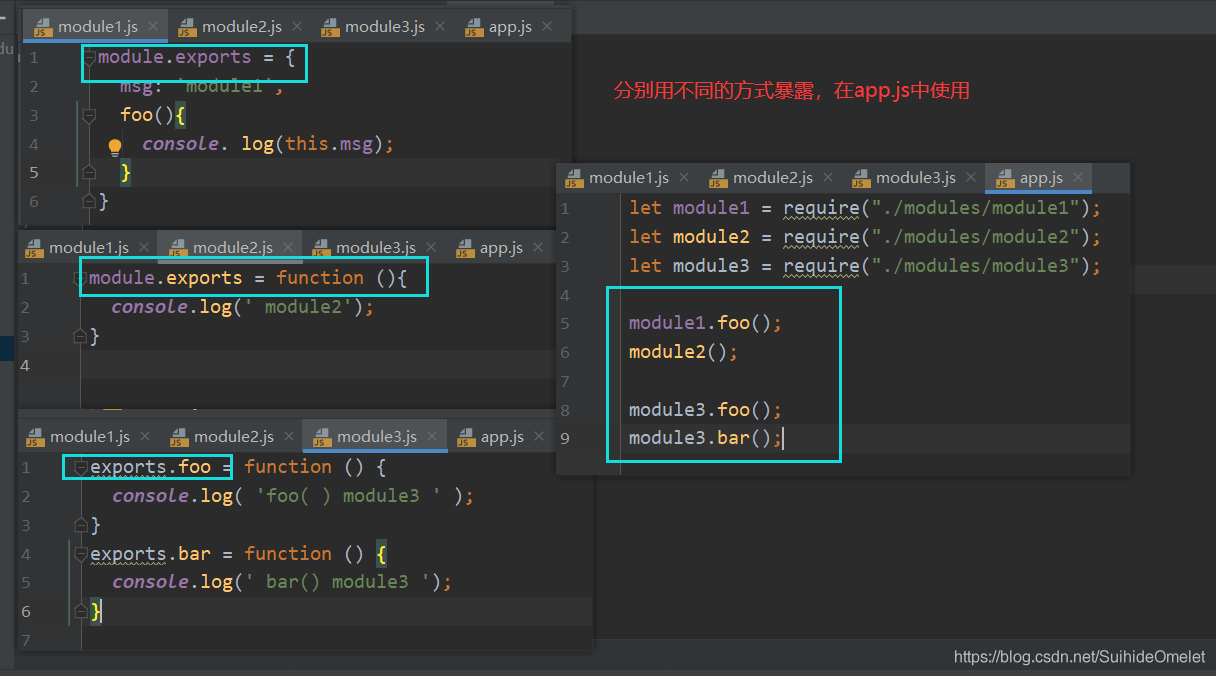 module1.js module2.js module3.js app.js
1 module.exports = {
2 msg: 'module1',
3 foo(){
4 console. log(this.msg);
5 }
6 }
module1.js module2.js module3.js app.js
1 module.exports = function (){
2 console.log(' module2');
3 }
4
module1.js module2.js module3.js app.js
1 exports.foo = function () {
2 console.log( 'foo( ) module3 ' );
3 }
4 exports.bar = function () {
5 console.log(' bar() module3 ');
6 }
7
分别用不同的方式暴露，在app.js中使用
module1.js module2.js module3.js app.js
1 let module1 = require("./modules/module1");
2 let module2 = require("./modules/module2");
3 let module3 = require("./modules/module3");
4
5 module1.foo();
6 module2();
7
8 module3.foo();
9 module3.bar();
https://blog.csdn.net/SuihideOmelet